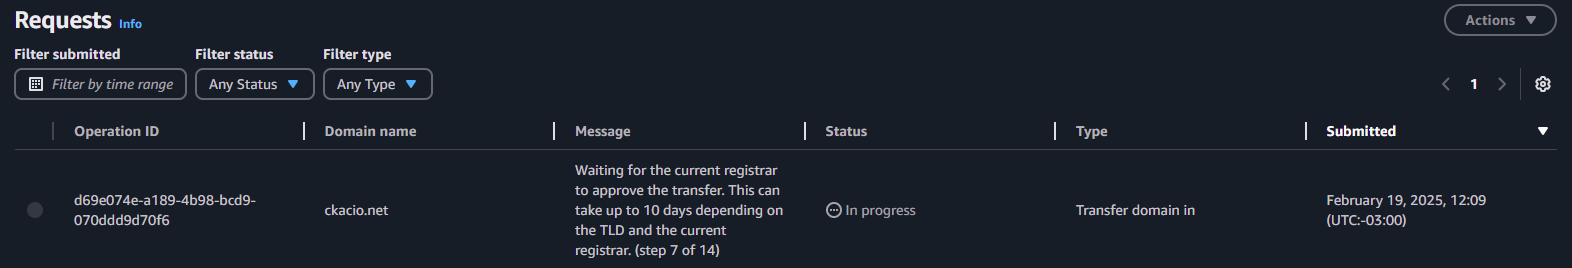 Requests Info
Actions
Filter submitted
Filter status
Filter type
Filter by time range
Any Status
Any Type
1
Operation ID
Domain name
Message
Status
Type
Submitted
d69e074e-a189-4b98-bcd9-
070ddd9d70f6
ckacio.net
Waiting for the current registrar
to approve the transfer. This can
take up to 10 days depending on
the TLD and the current
registrar. (step 7 of 14)
In progress
Transfer domain in
February 19, 2025, 12:09
(UTC:-03:00)